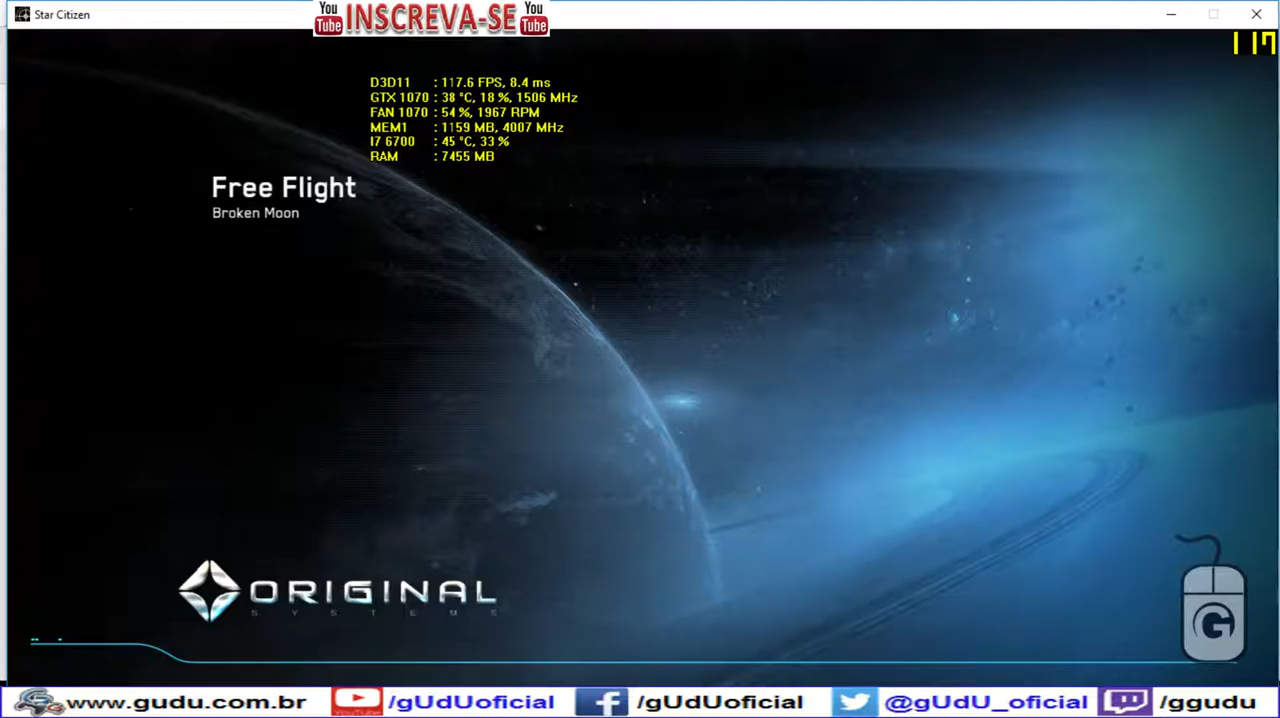 Star Citizen
You Tube INSCREVA-SE You Tube
117
D3D11 : 117.6 FPS, 8.4 ms
GTX 1070 : 38 °C, 18 %, 1506 MHz
FAN 1070 : 54 %, 1967 RPM
MEM1 : 1159 MB, 4007 MHz
I7 6700 : 45 °C, 33 %
RAM : 7455 MB
Free Flight
Broken Moon
ORIGINAL
SYSTEMS
G
www.gudu.com.br YouTube /gUdUoficial f /gUdUoficial @gUdU_oficial /ggudu